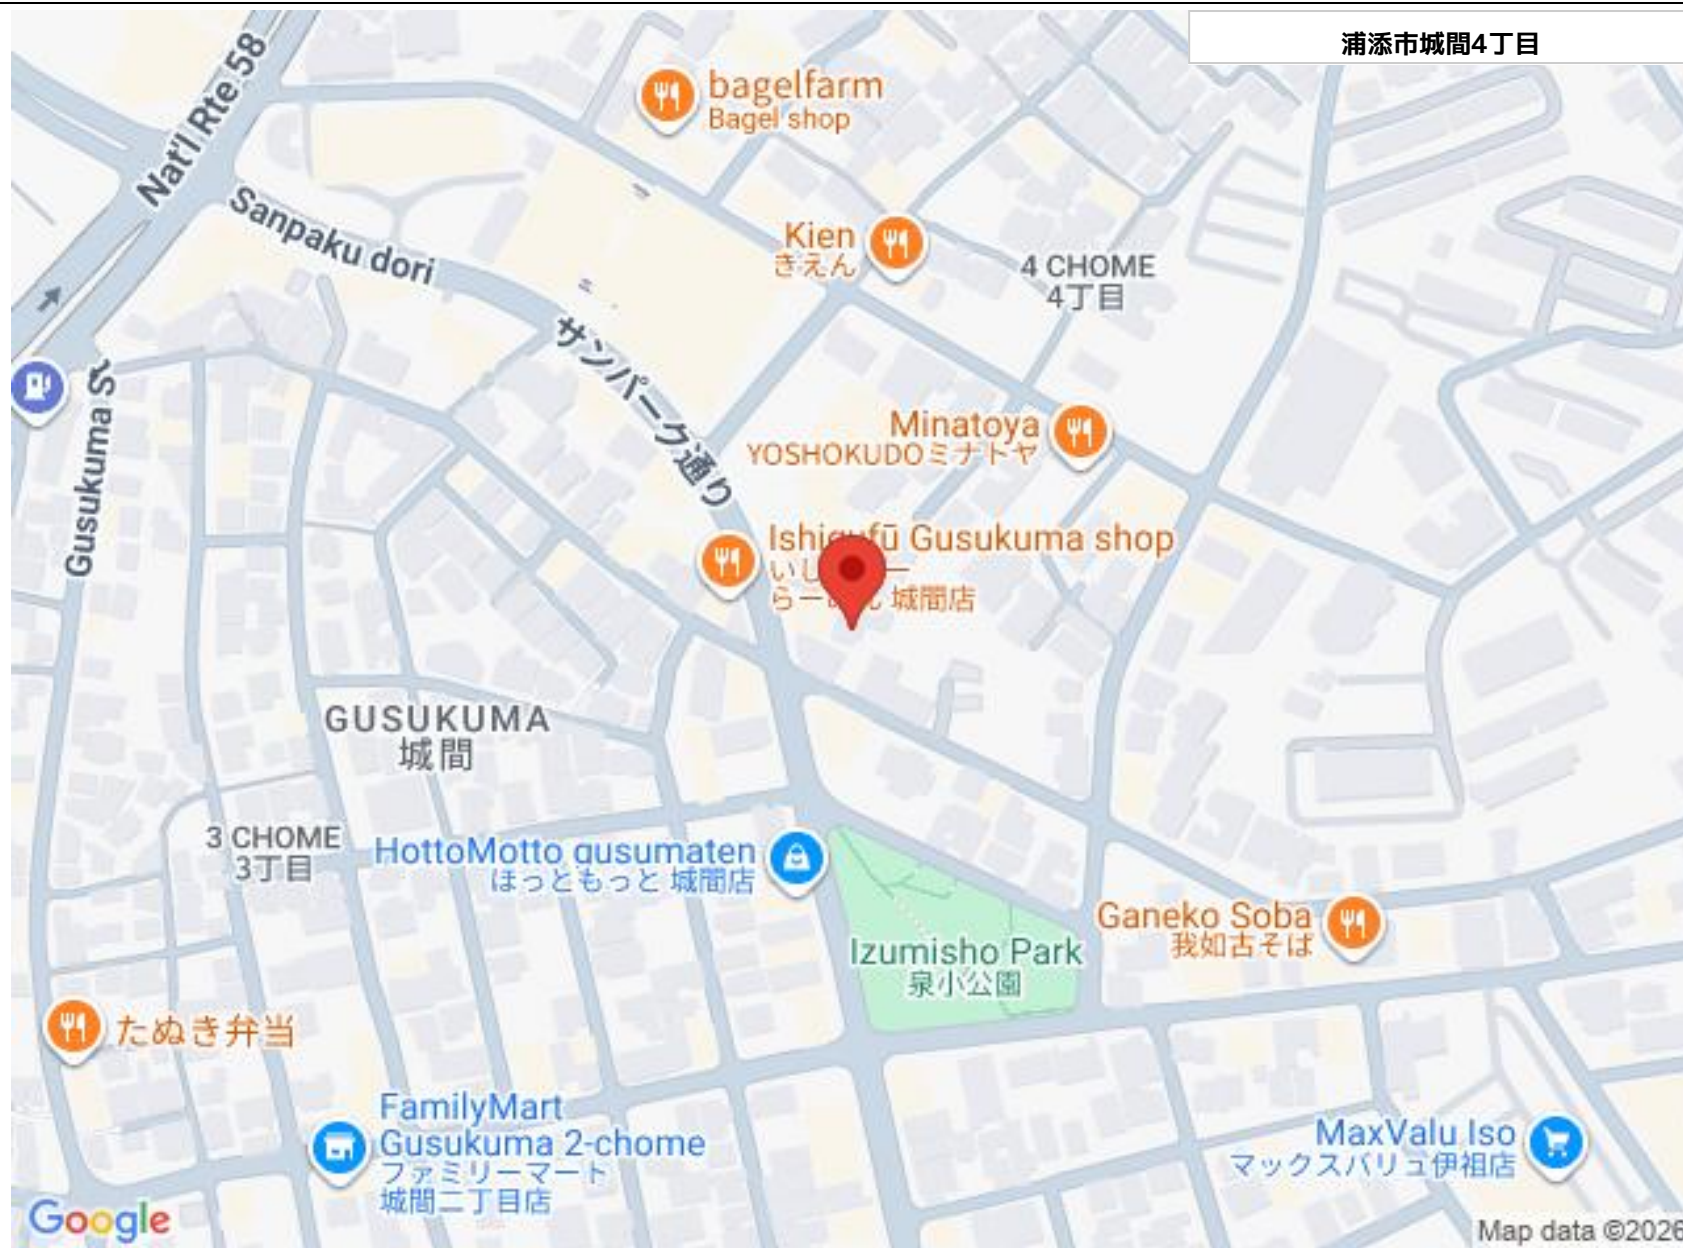 浦添市城間4丁目
Nat'l Rte 58
bagelfarm
Bagel shop
Sanpaku dori
Kien
きえん
4 CHOME
4丁目
サンパーク通り
Gusukuma St
Minatoya
YOSHOKUDOミナトヤ
Gusukuma shop
城間店
GUSUKUMA
城間
3 CHOME
3丁目
HottoMotto gusumaten
ほっともっと 城間店
Ganeko Soba
我如古そば
Izumisho Park
泉小公園
たぬき弁当
FamilyMart
Gusukuma 2-chome
ファミリーマート
城間二丁目店
MaxValu Iso
マックスバリュ伊祖店
Google
Map data ©2026